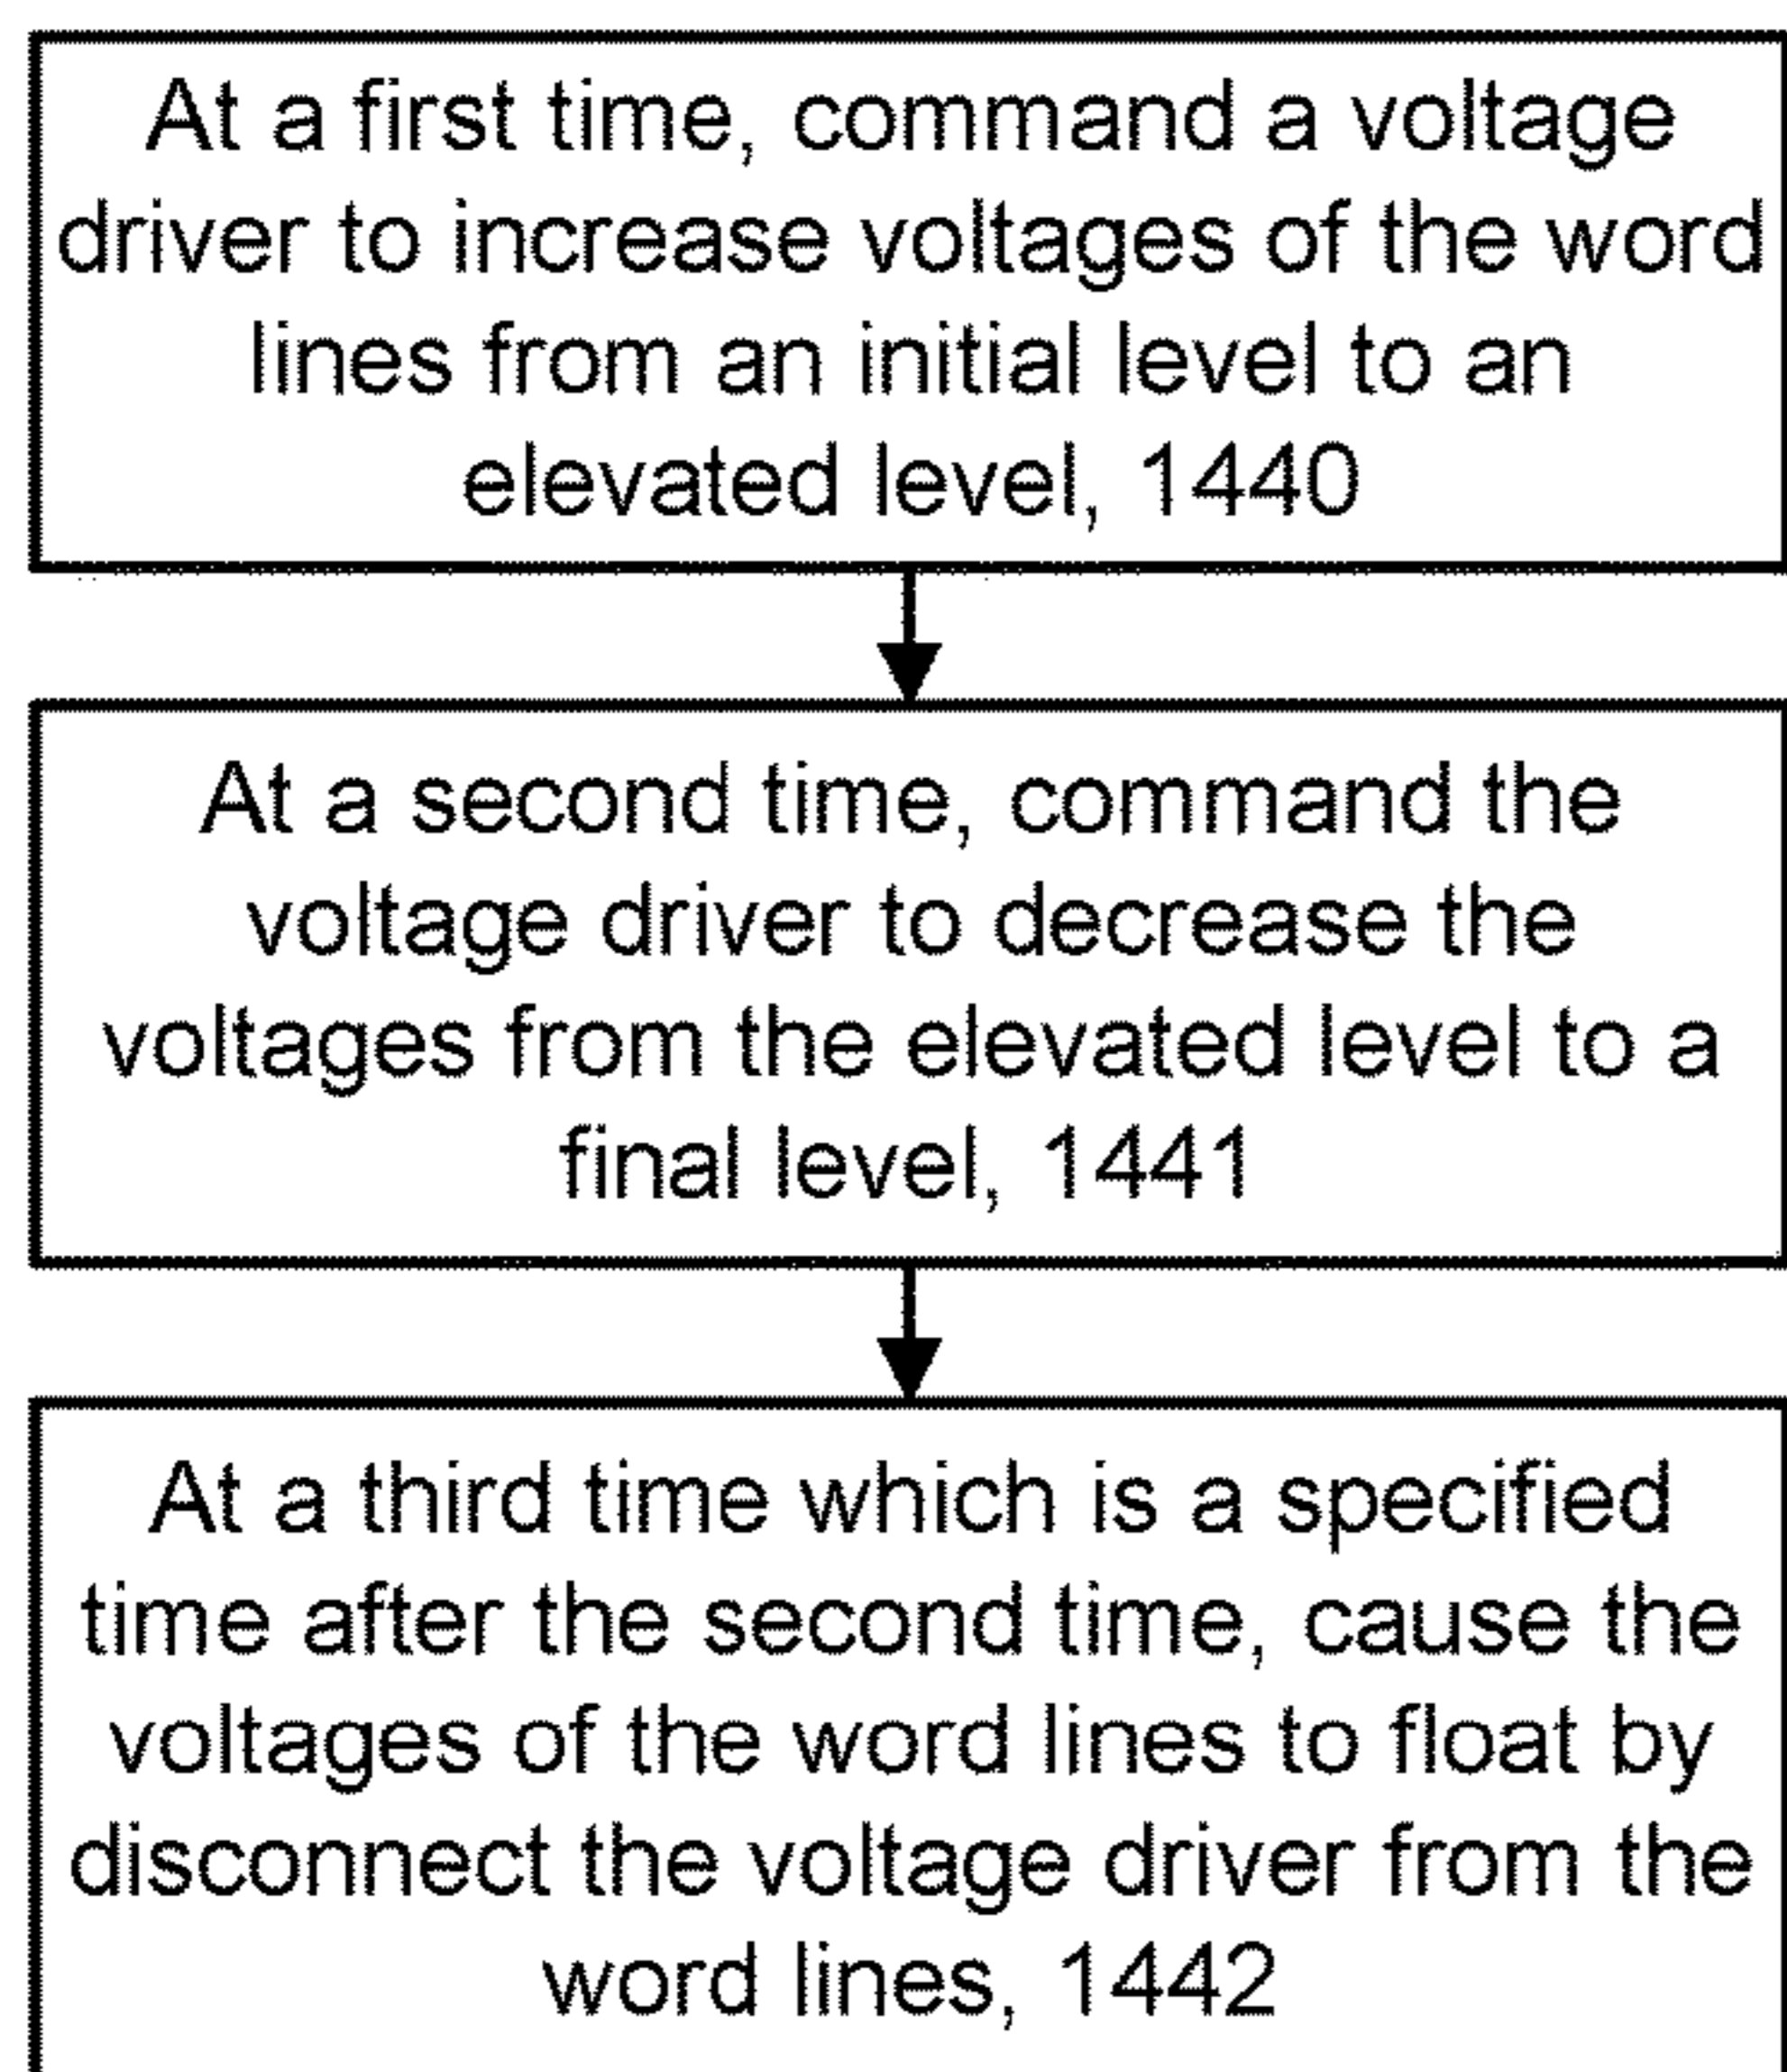 At a first time, command a voltage
driver to increase voltages of the word
lines from an initial level to an
elevated level, 1440
At a second time, command the
voltage driver to decrease the
voltages from the elevated level to a
final level, 1441
At a third time which is a specified
time after the second time, cause the
voltages of the word lines to float by
disconnect the voltage driver from the
word lines, 1442